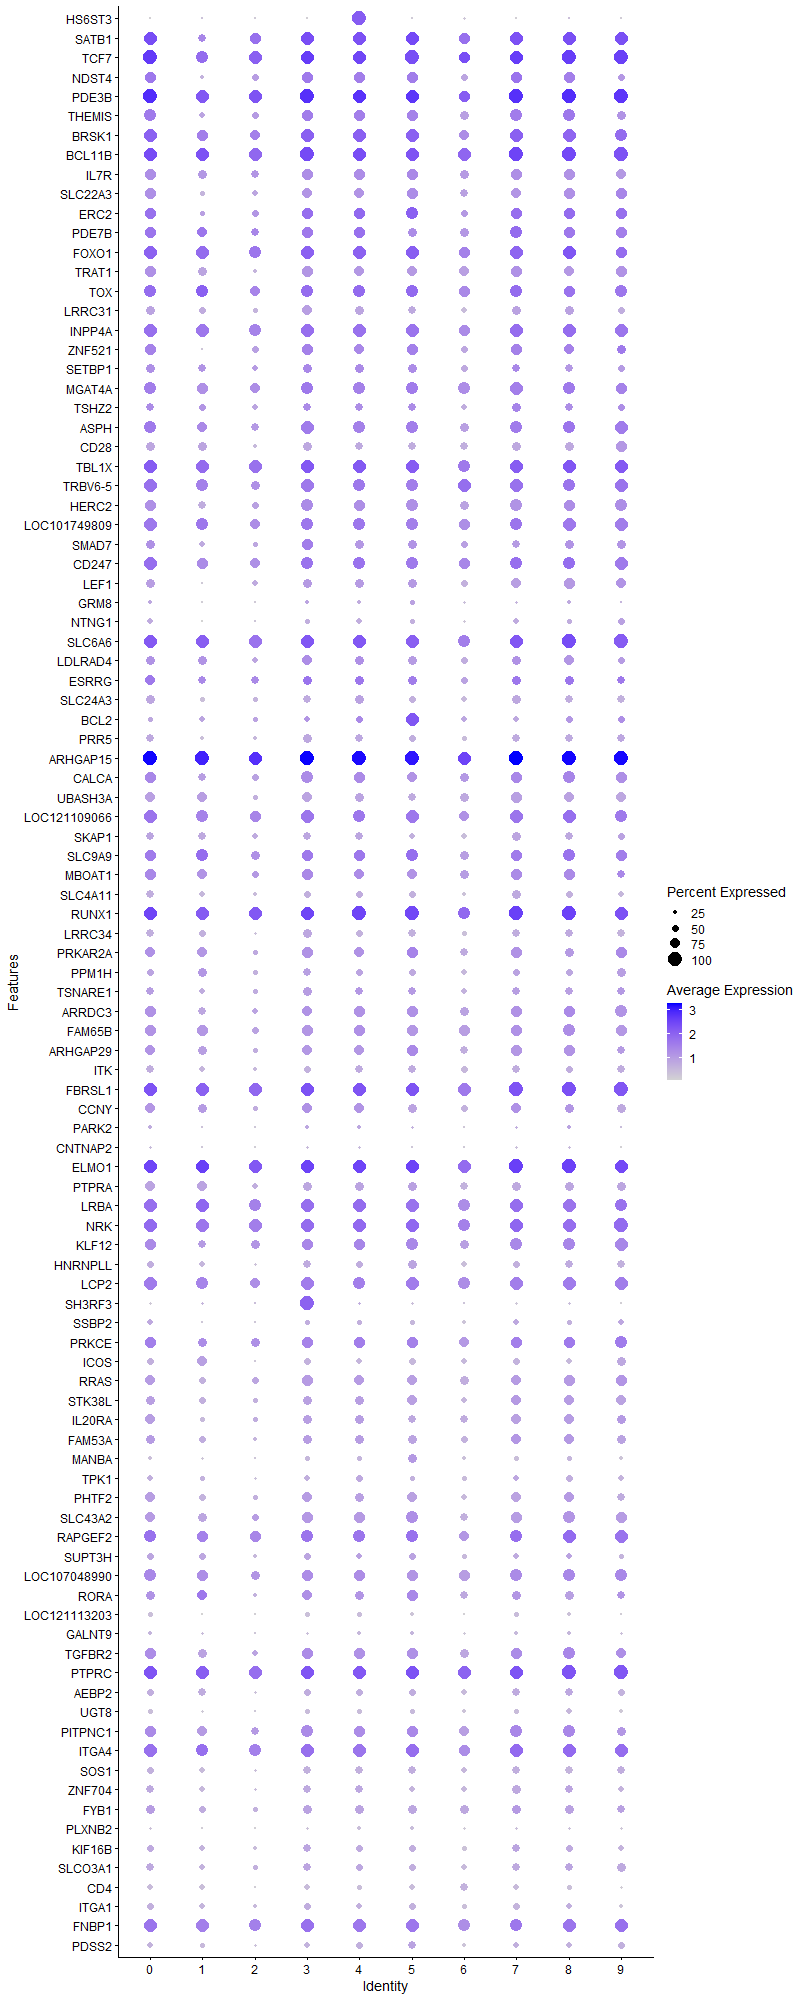 HS6ST3
SATB1
TCF7
NDST4
PDE3B
THEMIS
BRSK1
BCL11B
IL7R
SLC22A3
ERC2
PDE7B
FOXO1
TRAT1
TOX
LRRC31
INPP4A
ZNF521
SETBP1
MGAT4A
TSHZ2
ASPH
CD28
TBL1X
TRBV6-5
HERC2
LOC101749809
SMAD7
CD247
LEF1
GRM8
NTNG1
SLC6A6
LDLRAD4
ESRRG
SLC24A3
BCL2
PRR5
ARHGAP15
CALCA
UBASH3A
LOC121109066
SKAP1
SLC9A9
MBOAT1
SLC4A11
RUNX1
LRRC34
PRKAR2A
PPM1H
TSNARE1
ARRDC3
FAM65B
ARHGAP29
ITK
FBRSL1
CCNY
PARK2
CNTNAP2
ELMO1
PTPRA
LRBA
NRK
KLF12
HNRNPLL
LCP2
SH3RF3
SSBP2
PRKCE
ICOS
RRAS
STK38L
IL20RA
FAM53A
MANBA
TPK1
PHTF2
SLC43A2
RAPGEF2
SUPT3H
LOC107048990
RORA
LOC121113203
GALNT9
TGFBR2
PTPRC
AEBP2
UGT8
PITPNC1
ITGA4
SOS1
ZNF704
FYB1
PLXNB2
KIF16B
SLCO3A1
CD4
ITGA1
FNBP1
PDSS2
Features
0 1 2 3 4 5 6 7 8 9
Identity
Percent Expressed
25
50
75
100
Average Expression
3
2
1